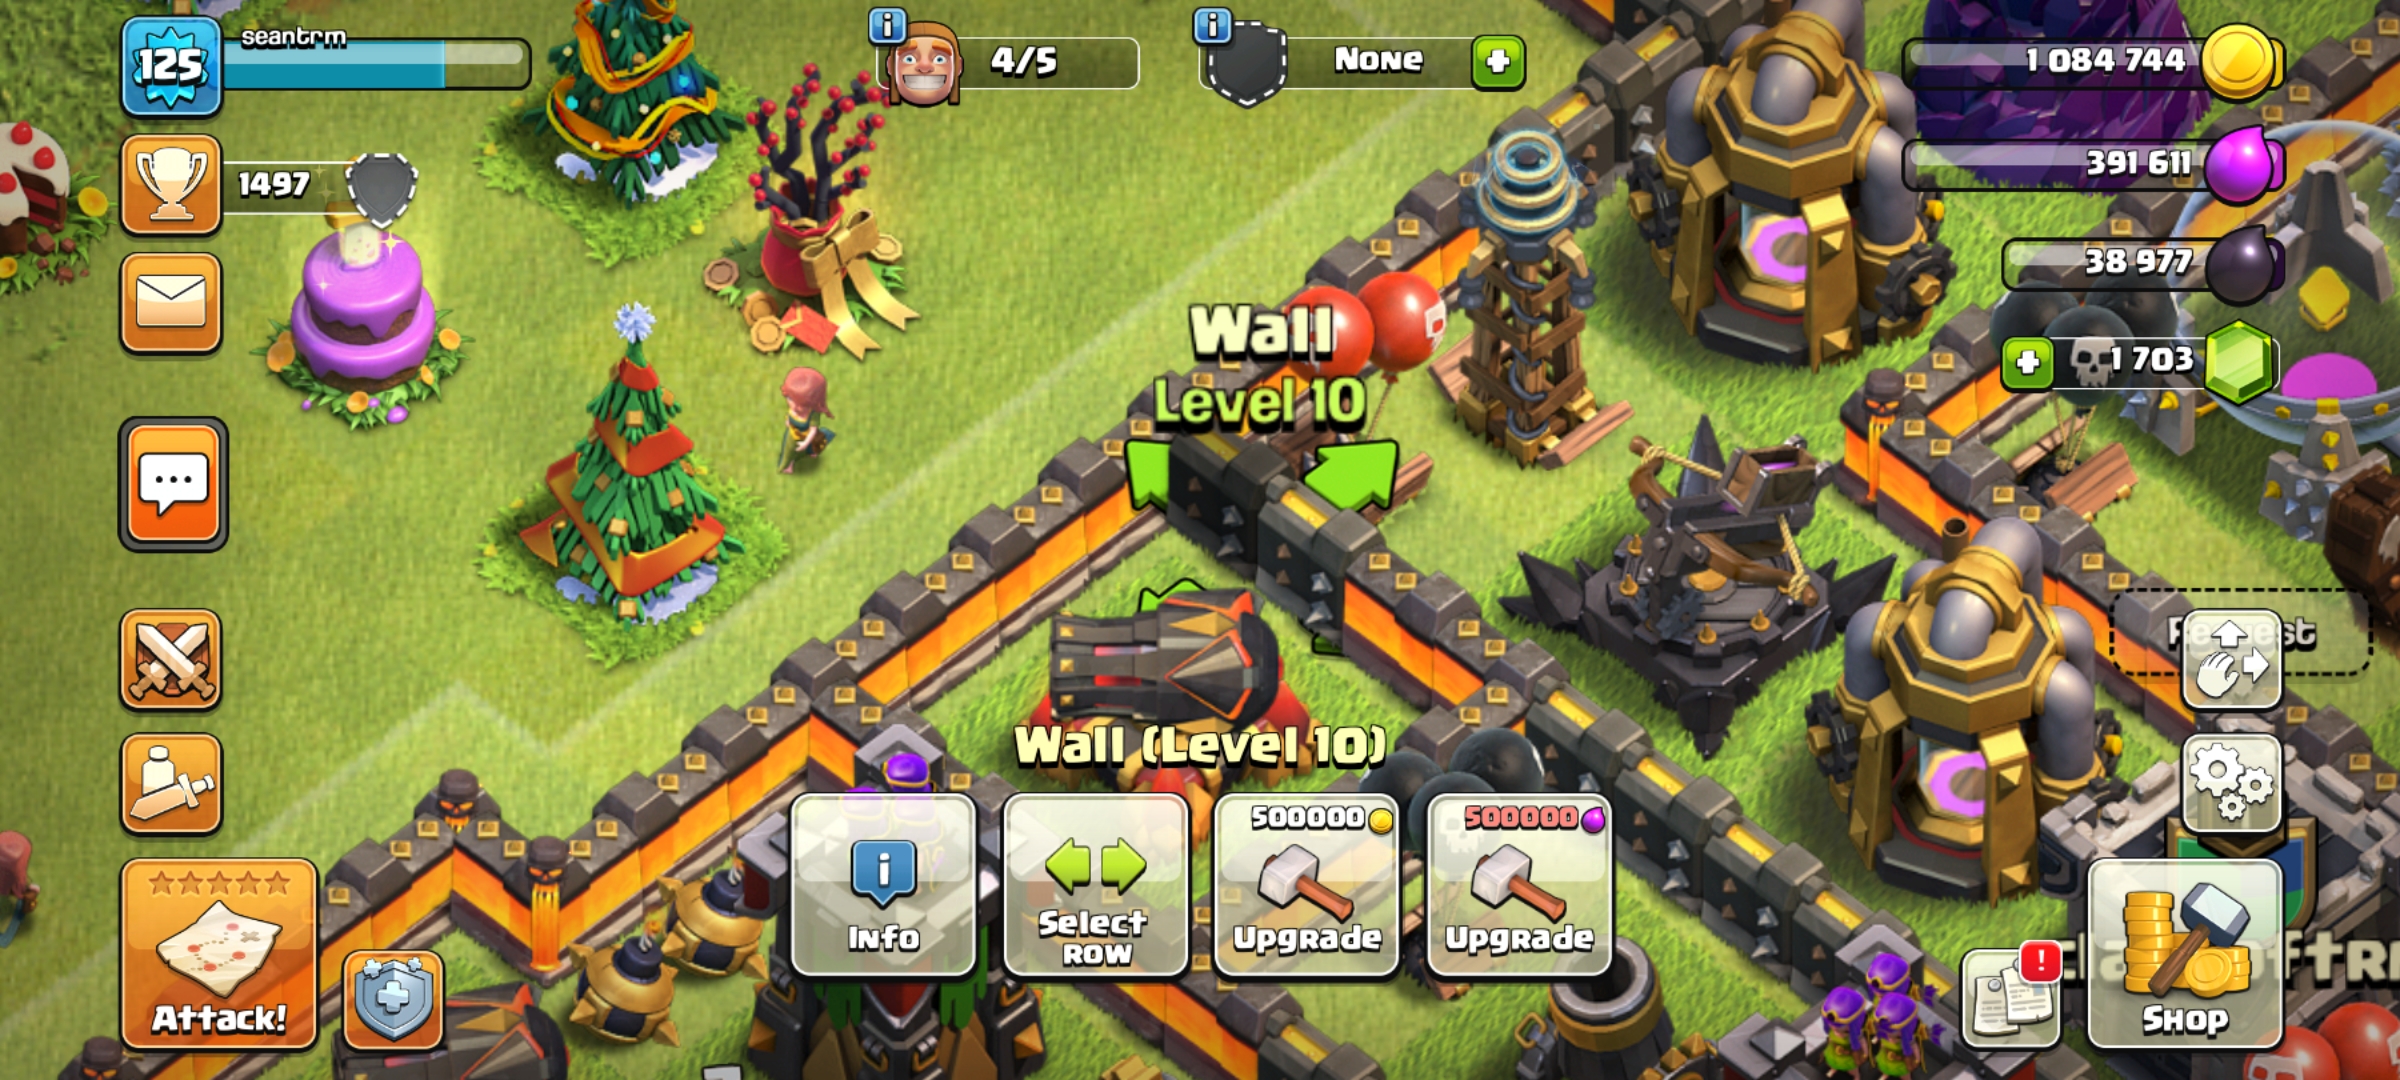 seantrm
125
4/5
None
1 084 744
1497
391 611
38 977
1 703
Wall
Level 10
Wall (Level 10)
500000
500000
Info
Select
Row
Upgrade
Upgrade
Attack!
!
Shop